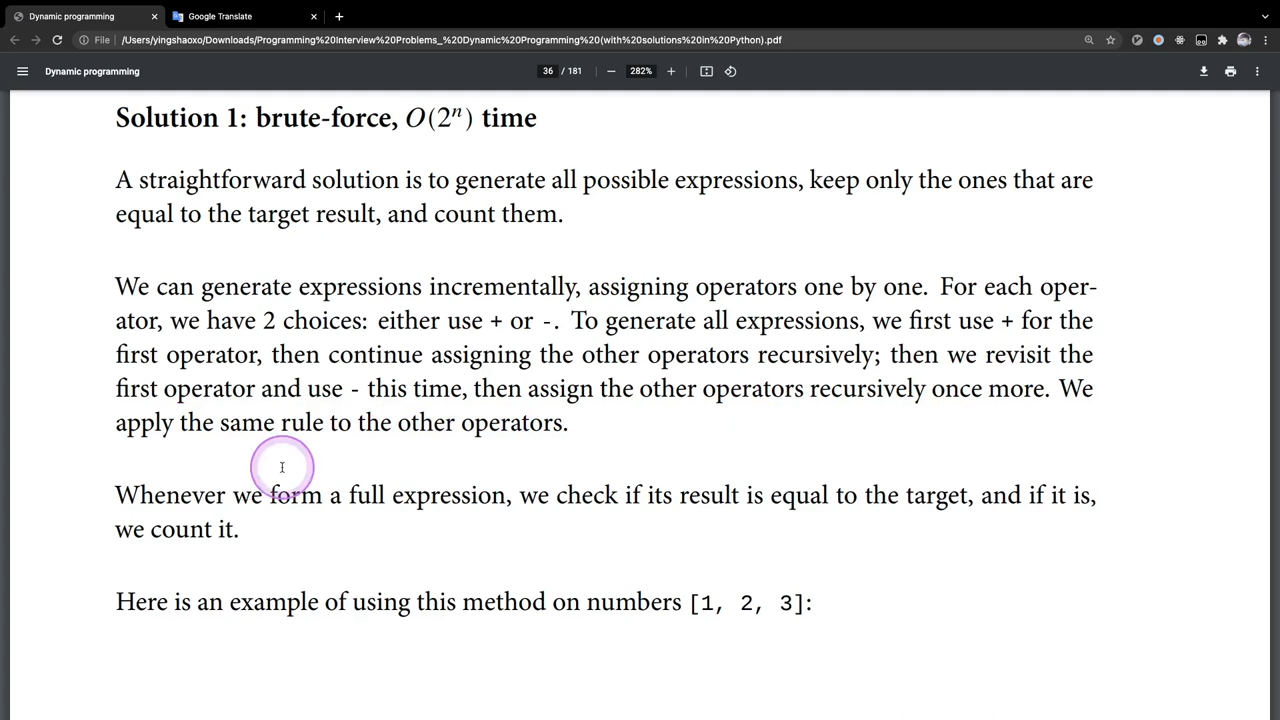 Dynamic programming
Google Translate
File
/Users/yingshaoxo/Downloads/Programming%20Interview%20Problems_%20Dynamic%20Programming%20(with%20solutions%20in%20Python).pdf
Dynamic programming
36 / 181
282%
Solution 1: brute-force, O(2ⁿ) time
A straightforward solution is to generate all possible expressions, keep only the ones that are
equal to the target result, and count them.
We can generate expressions incrementally, assigning operators one by one. For each oper-
ator, we have 2 choices: either use + or -. To generate all expressions, we first use + for the
first operator, then continue assigning the other operators recursively; then we revisit the
first operator and use - this time, then assign the other operators recursively once more. We
apply the same rule to the other operators.
Whenever we form a full expression, we check if its result is equal to the target, and if it is,
we count it.
Here is an example of using this method on numbers [1, 2, 3]: